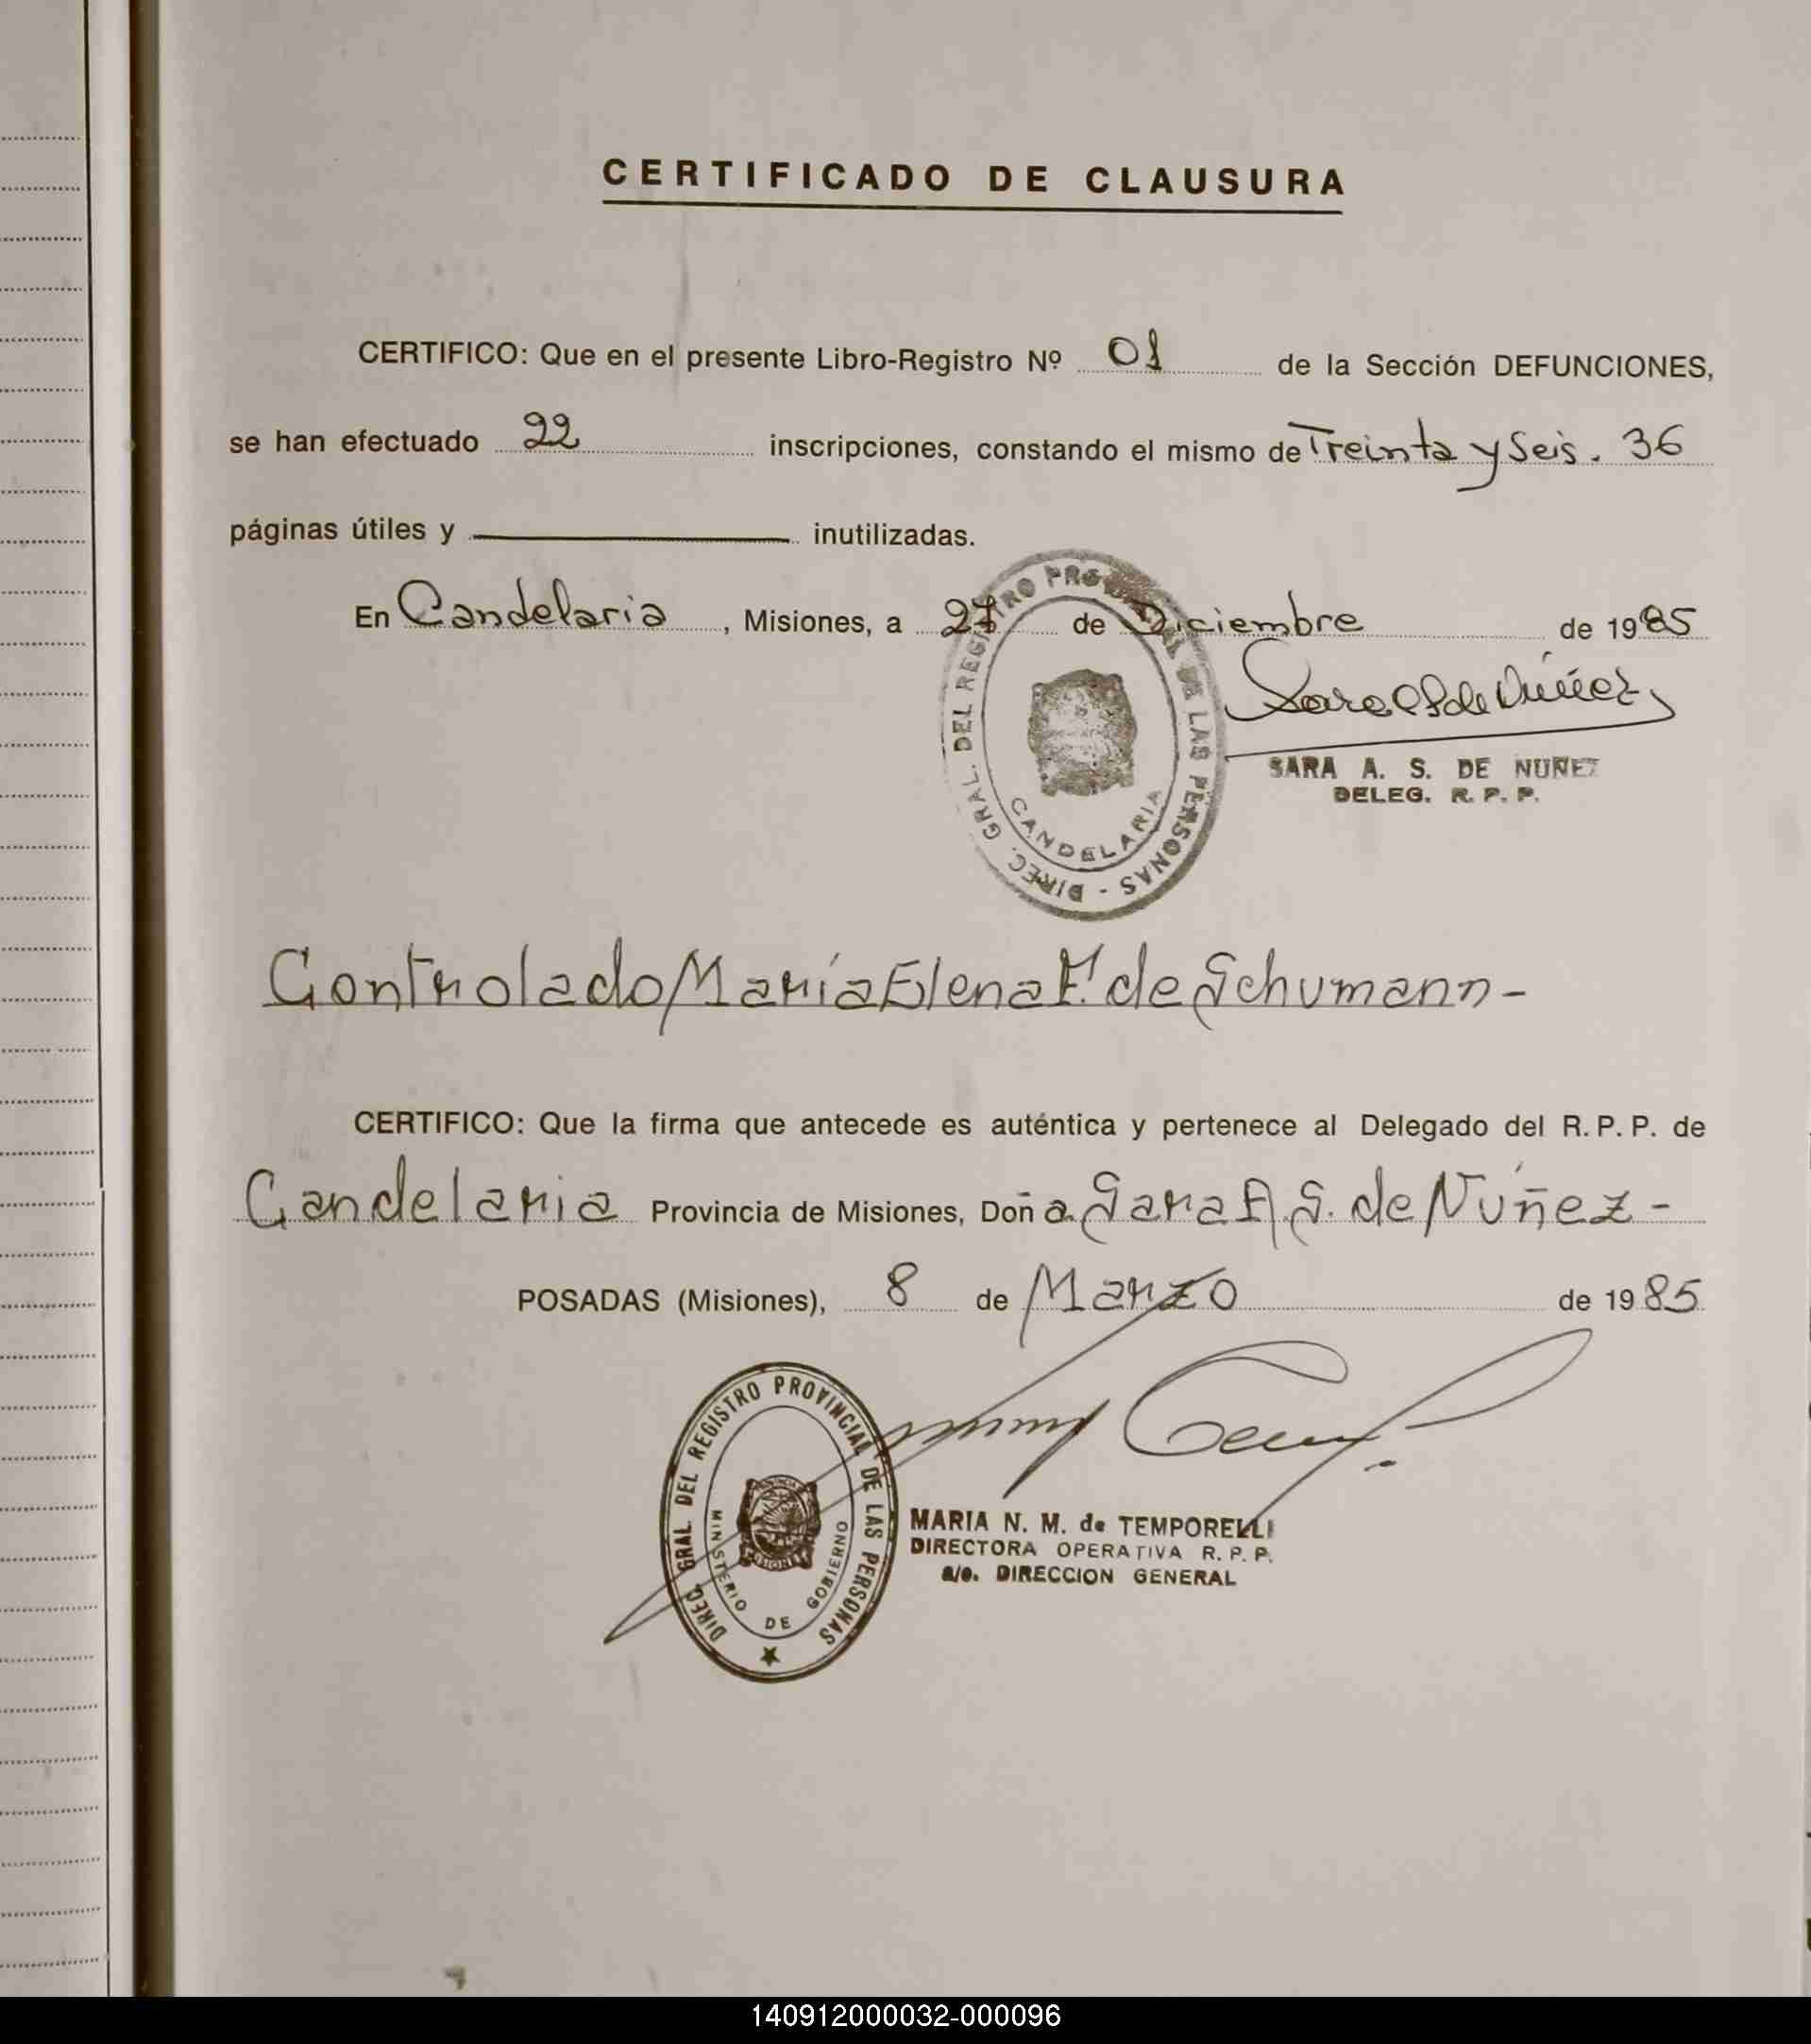 CERTIFICADO DE CLAUSURA
CERTIFICO: Que en el presente Libro-Registro Nº 01 de la Sección DEFUNCIONES,
se han efectuado 22 inscripciones, constando el mismo de Treinta y Seis. 36
páginas útiles y inutilizadas.
En Candelaria, Misiones, a 27 de Diciembre de 1985
DIREC. GRAL. DEL REGISTRO PROVINCIAL DE LAS PERSONAS -
CANDELARIA
Sara A S de Núñez
SARA A. S. DE NUÑEZ
DELEG. R. P. P.
Controlado María Elena F. de Schumann-
CERTIFICO: Que la firma que antecede es auténtica y pertenece al Delegado del R. P. P. de
Candelaria Provincia de Misiones, Doña. Sara A. S. de Núñez -
POSADAS (Misiones), 8 de Marzo de 1985
DIREC GRAL DEL REGISTRO PROVINCIAL DE LAS PERSONAS
MINISTERIO DE GOBIERNO
MARIA N. M. de TEMPORELLI
DIRECTORA OPERATIVA R. P. P.
a/c. DIRECCION GENERAL
140912000032-000096